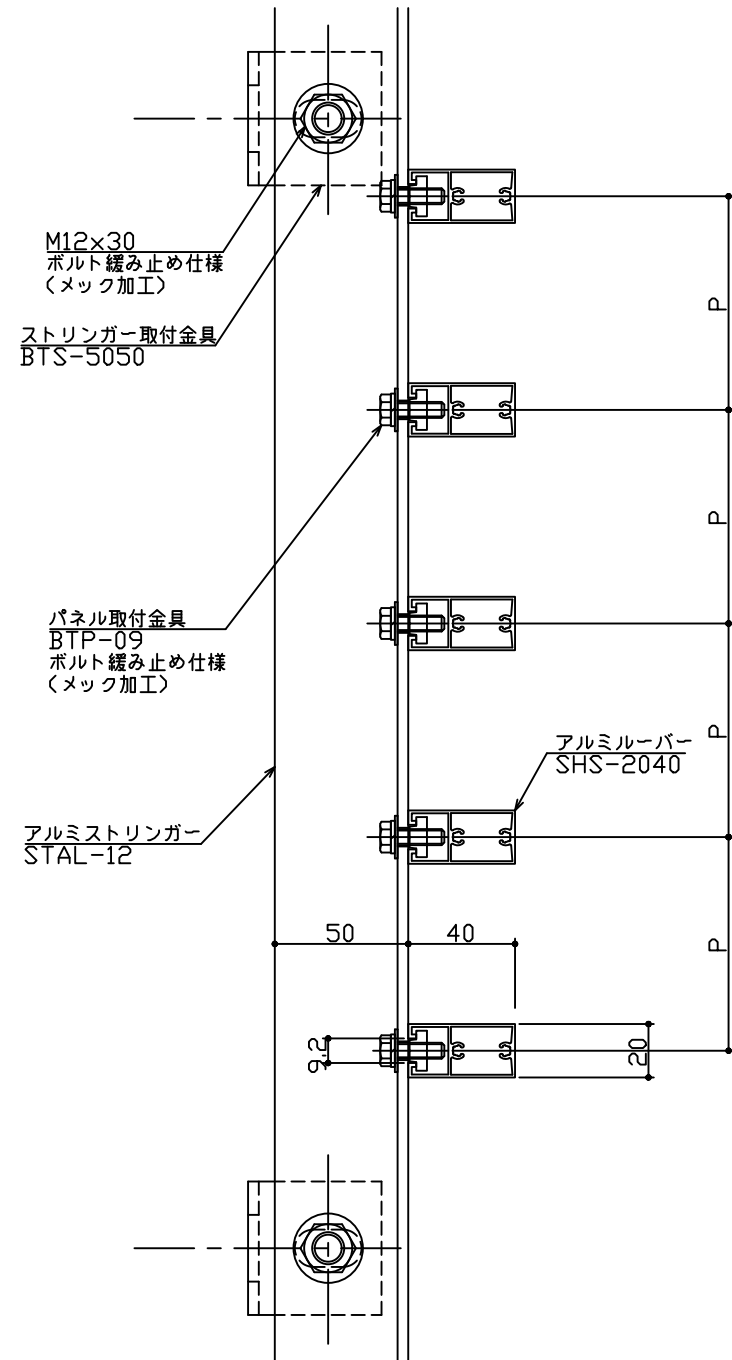 M12×30
ボルト緩み止め仕様
(メック加工)
ストリンガー取付金具
BTS-5050
P
P
パネル取付金具
BTP-09
ボルト緩み止め仕様
(メック加工)
P
アルミルーバー
SHS-2040
アルミストリンガー
STAL-12
50
40
P
9.2
20